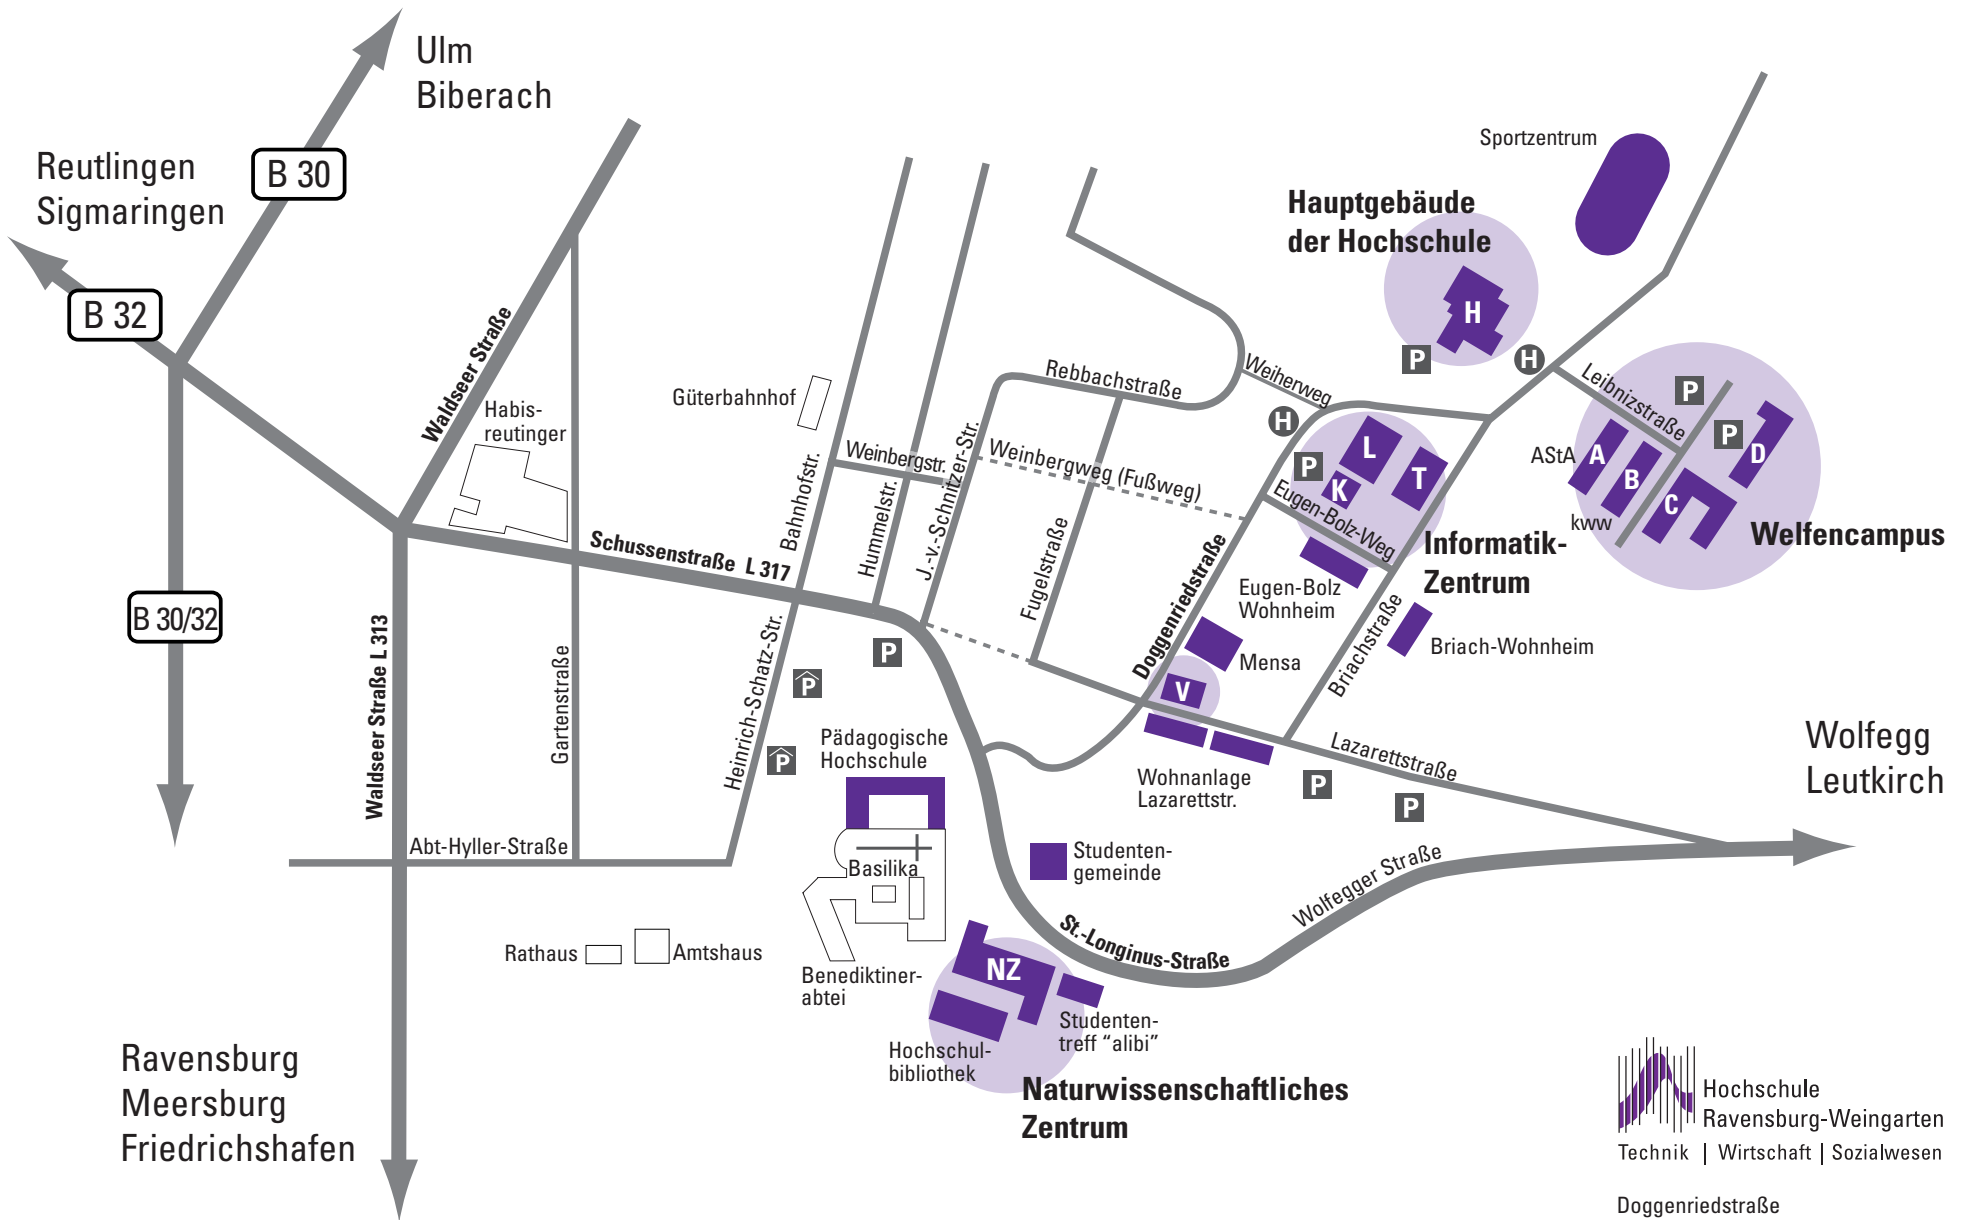 Ulm
Biberach
Reutlingen
Sigmaringen
B 30
B 32
B 30/32
Waldseer Straße
Habis-
reutinger
Güterbahnhof
Schussenstraße L 317
Waldseer Straße L 313
Gartenstraße
Abt-Hyller-Straße
Heinrich-Schatz-Str.
Bahnhofstr.
Weinbergstr.
Hummelstr.
J.-v.-Schnitzer-Str.
Rebbachstraße
Weinbergweg (Fußweg)
Fugelstraße
Weiherweg
Doggenriedstraße
Eugen-Bolz-Weg
Briachstraße
Lazarettstraße
Wolfegger Straße
St.-Longinus-Straße
Leibnizstraße
Sportzentrum
Hauptgebäude
der Hochschule
H
P
H
H
P
L
T
K
Informatik-
Zentrum
Eugen-Bolz
Wohnheim
Briach-Wohnheim
Mensa
V
Wohnanlage
Lazarettstr.
P
P
AStA
A
B
C
D
P
P
kww
Welfencampus
P
P
P
Pädagogische
Hochschule
Basilika
Benediktiner-
abtei
Rathaus
Amtshaus
Studenten-
gemeinde
NZ
Studenten-
treff “alibi”
Hochschul-
bibliothek
Naturwissenschaftliches
Zentrum
Wolfegg
Leutkirch
Ravensburg
Meersburg
Friedrichshafen
Hochschule
Ravensburg-Weingarten
Technik | Wirtschaft | Sozialwesen
Doggenriedstraße